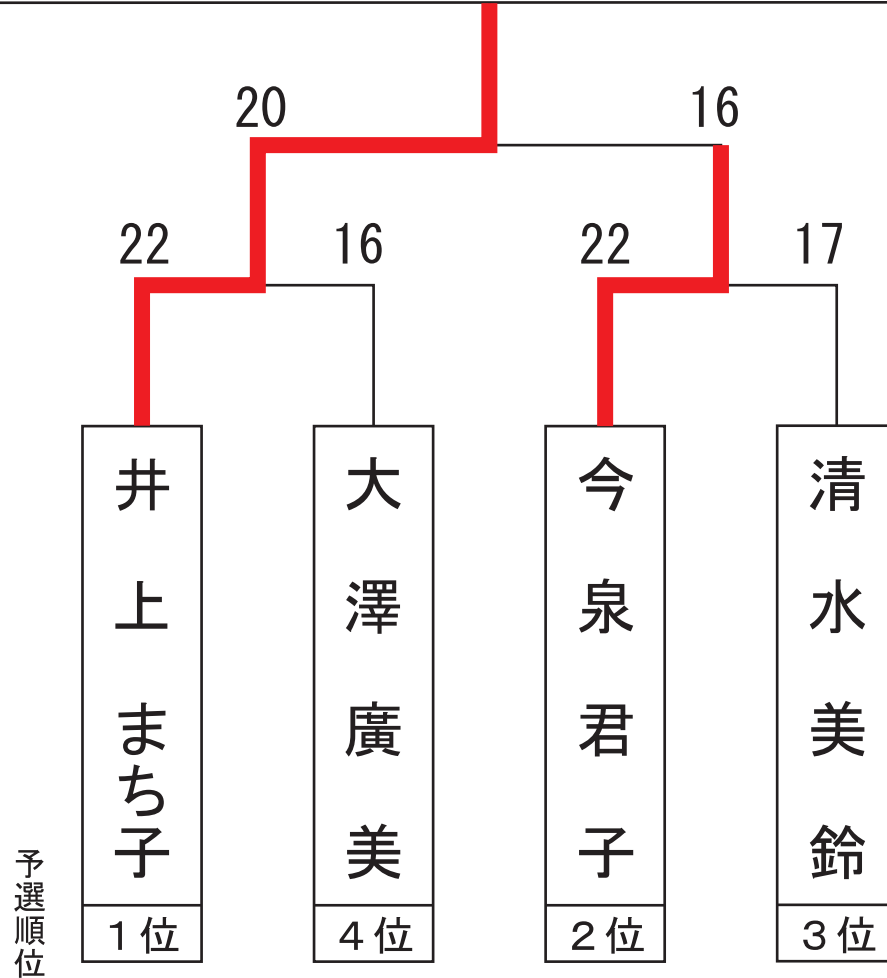 20 16
22 16 22 17
井上まち子
大澤廣美
今泉君子
清水美鈴
予選順位
1位 4位 2位 3位